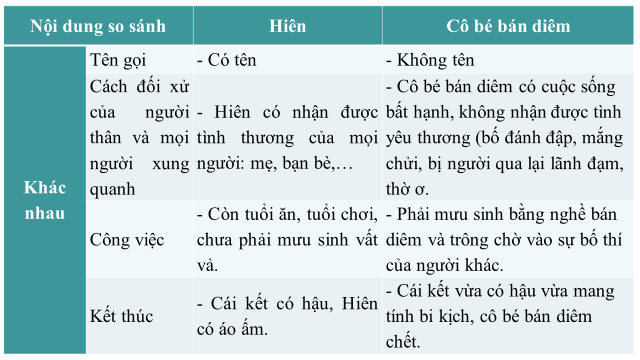 Nội dung so sánh
Hiên
Cô bé bán diêm
Khác
nhau
Tên gọi
- Có tên
- Không tên
Cách đối xử
của người
thân và mọi
người xung
quanh
- Hiên có nhận được
tình thương của mọi
người: mẹ, bạn bè,…
- Cô bé bán diêm có cuộc sống
bất hạnh, không nhận được tình
yêu thương (bố đánh đập, mắng
chửi, bị người qua lại lãnh đạm,
thờ ơ.
Công việc
- Còn tuổi ăn, tuổi chơi,
chưa phải mưu sinh vất
vả.
- Phải mưu sinh bằng nghề bán
diêm và trông chờ vào sự bố thí
của người khác.
Kết thúc
- Cái kết có hậu, Hiên
có áo ấm.
- Cái kết vừa có hậu vừa mang
tính bi kịch, cô bé bán diêm
chết.